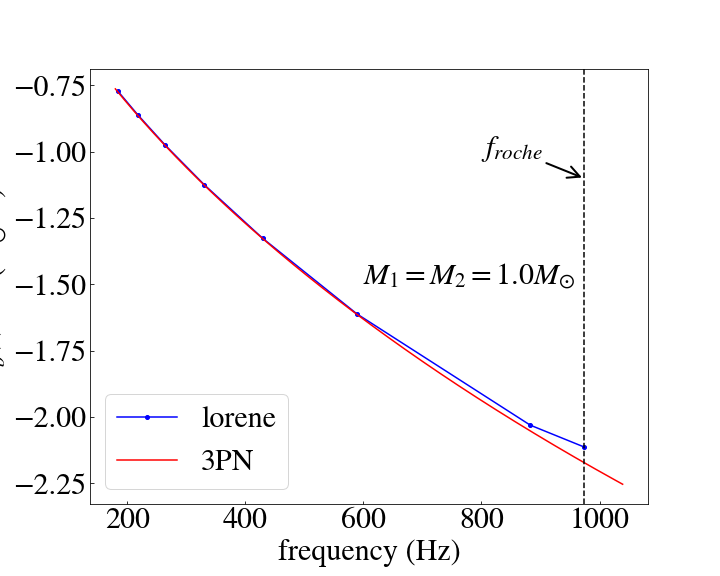 −0.75
−1.00
−1.25
−1.50
−1.75
−2.00
−2.25
f_roche
M₁ = M₂ = 1.0M⊙
lorene
3PN
200 400 600 800 1000
frequency (Hz)